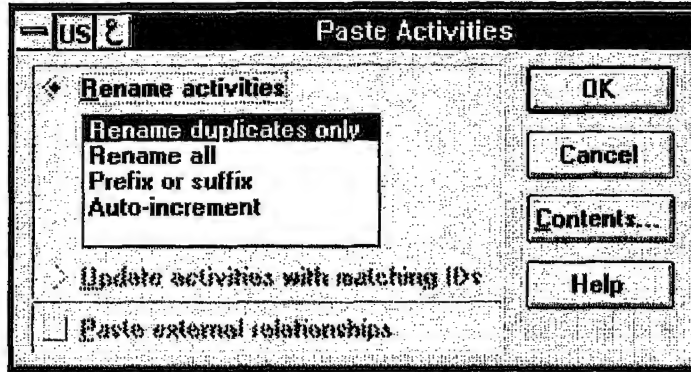 US
Paste Activities
Rename activities
Rename duplicates only
Rename all
Prefix or suffix
Auto-increment
Update activities with matching IDs
Paste external relationships
OK
Cancel
Contents...
Help